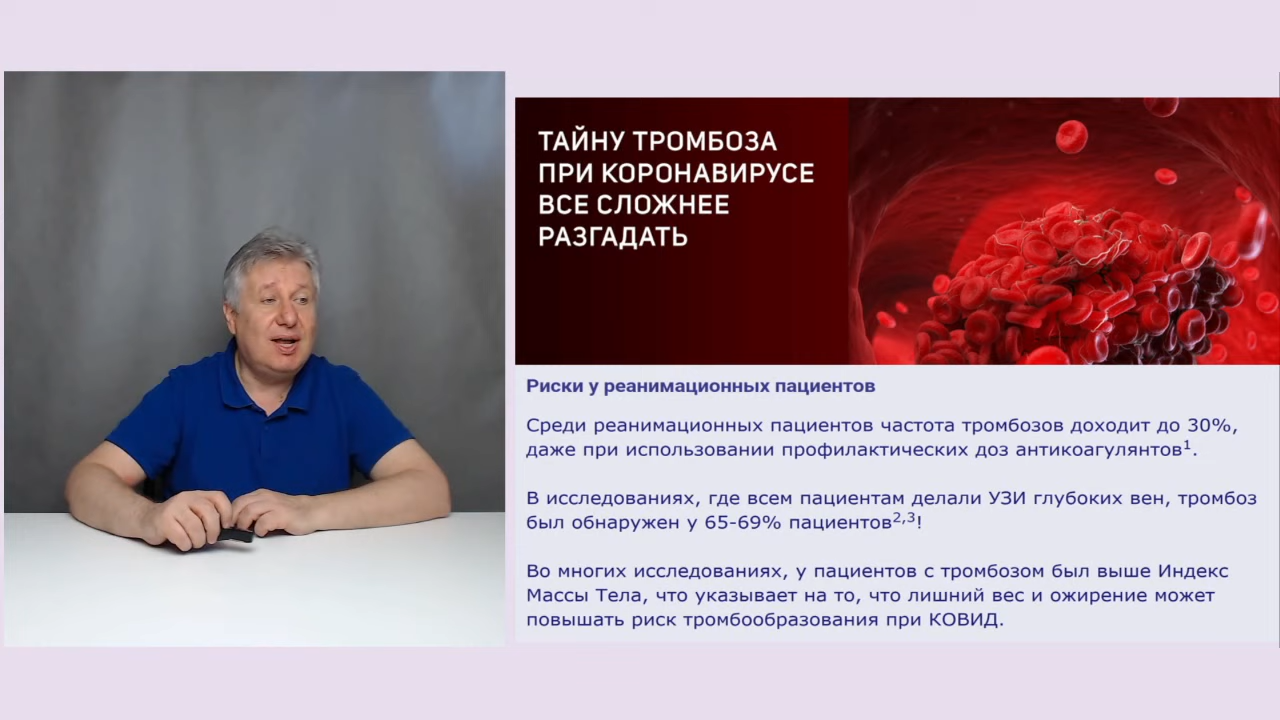 ТАЙНУ ТРОМБОЗА
ПРИ КОРОНАВИРУСЕ
ВСЕ СЛОЖНЕЕ
РАЗГАДАТЬ
Риски у реанимационных пациентов
Среди реанимационных пациентов частота тромбозов доходит до 30%,
даже при использовании профилактических доз антикоагулянтов¹.
В исследованиях, где всем пациентам делали УЗИ глубоких вен, тромбоз
был обнаружен у 65-69% пациентов²,³!
Во многих исследованиях, у пациентов с тромбозом был выше Индекс
Массы Тела, что указывает на то, что лишний вес и ожирение может
повышать риск тромбообразования при КОВИД.